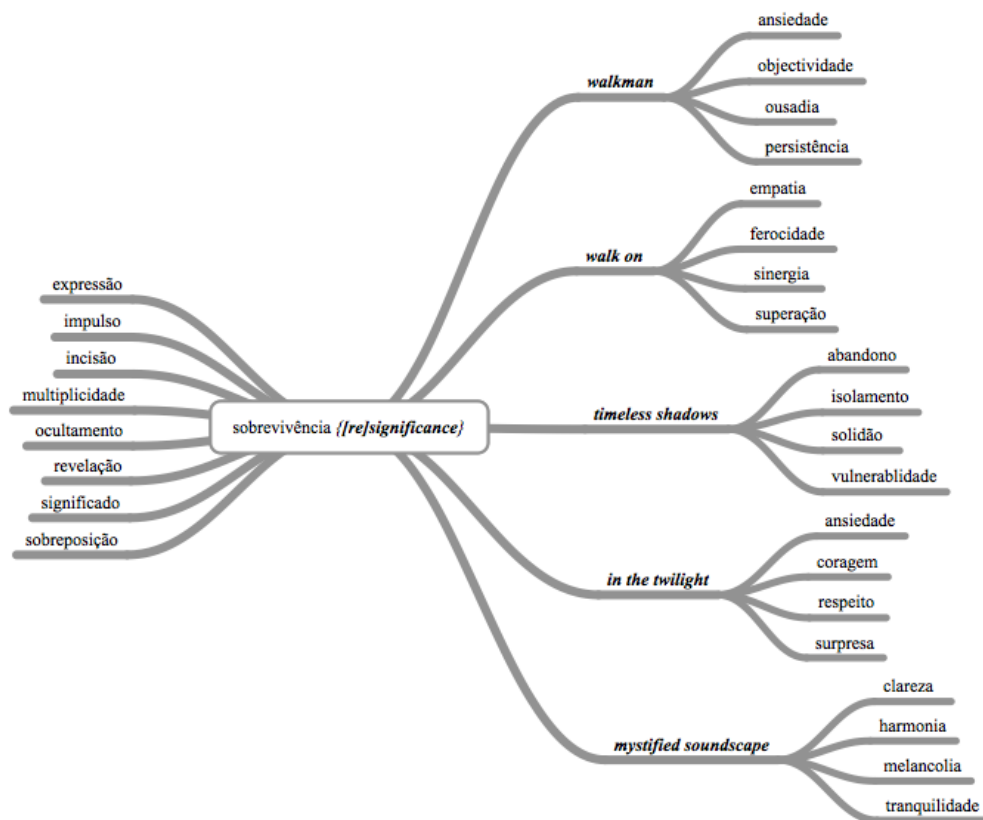 expressão
impulso
incisão
multiplicidade
ocultamento
revelação
significado
sobreposição
sobrevivência {[re]significance}
walkman
ansiedade
objectividade
ousadia
persistência
walk on
empatia
ferocidade
sinergia
superação
timeless shadows
abandono
isolamento
solidão
vulnerablidade
in the twilight
ansiedade
coragem
respeito
surpresa
mystified soundscape
clareza
harmonia
melancolia
tranquilidade